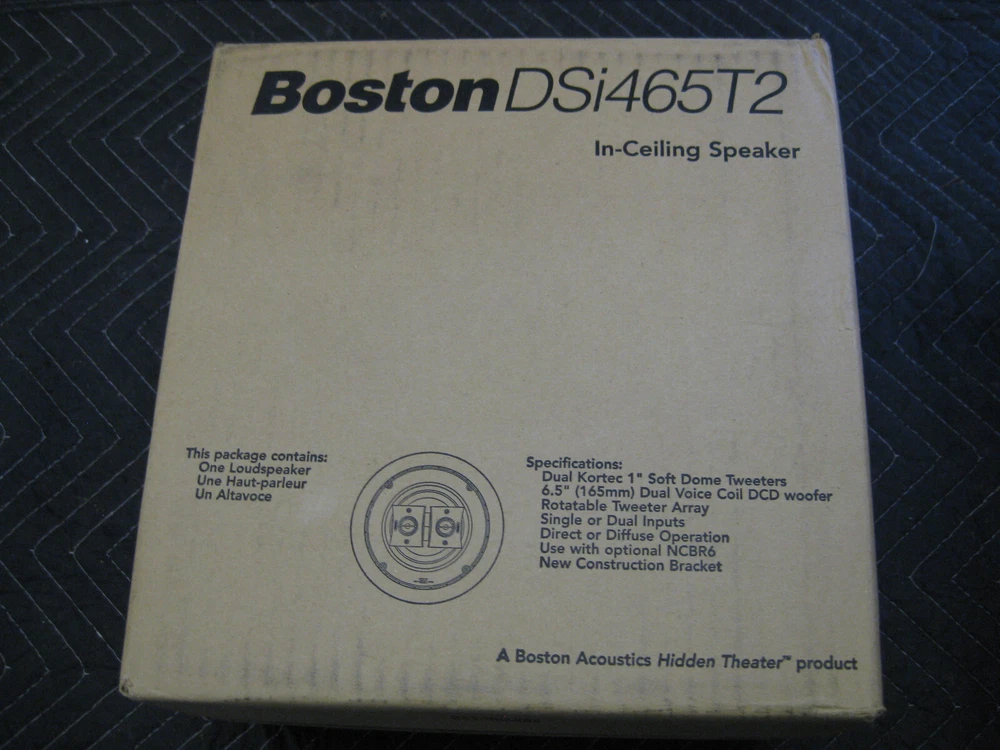 Boston DSi465T2
In-Ceiling Speaker
This package contains:
One Loudspeaker
Une Haut-parleur
Un Altavoce
Specifications:
Dual Kortec 1" Soft Dome Tweeters
6.5" (165mm) Dual Voice Coil DCD woofer
Rotatable Tweeter Array
Single or Dual Inputs
Direct or Diffuse Operation
Use with optional NCBR6
New Construction Bracket
A Boston Acoustics Hidden Theater™ product